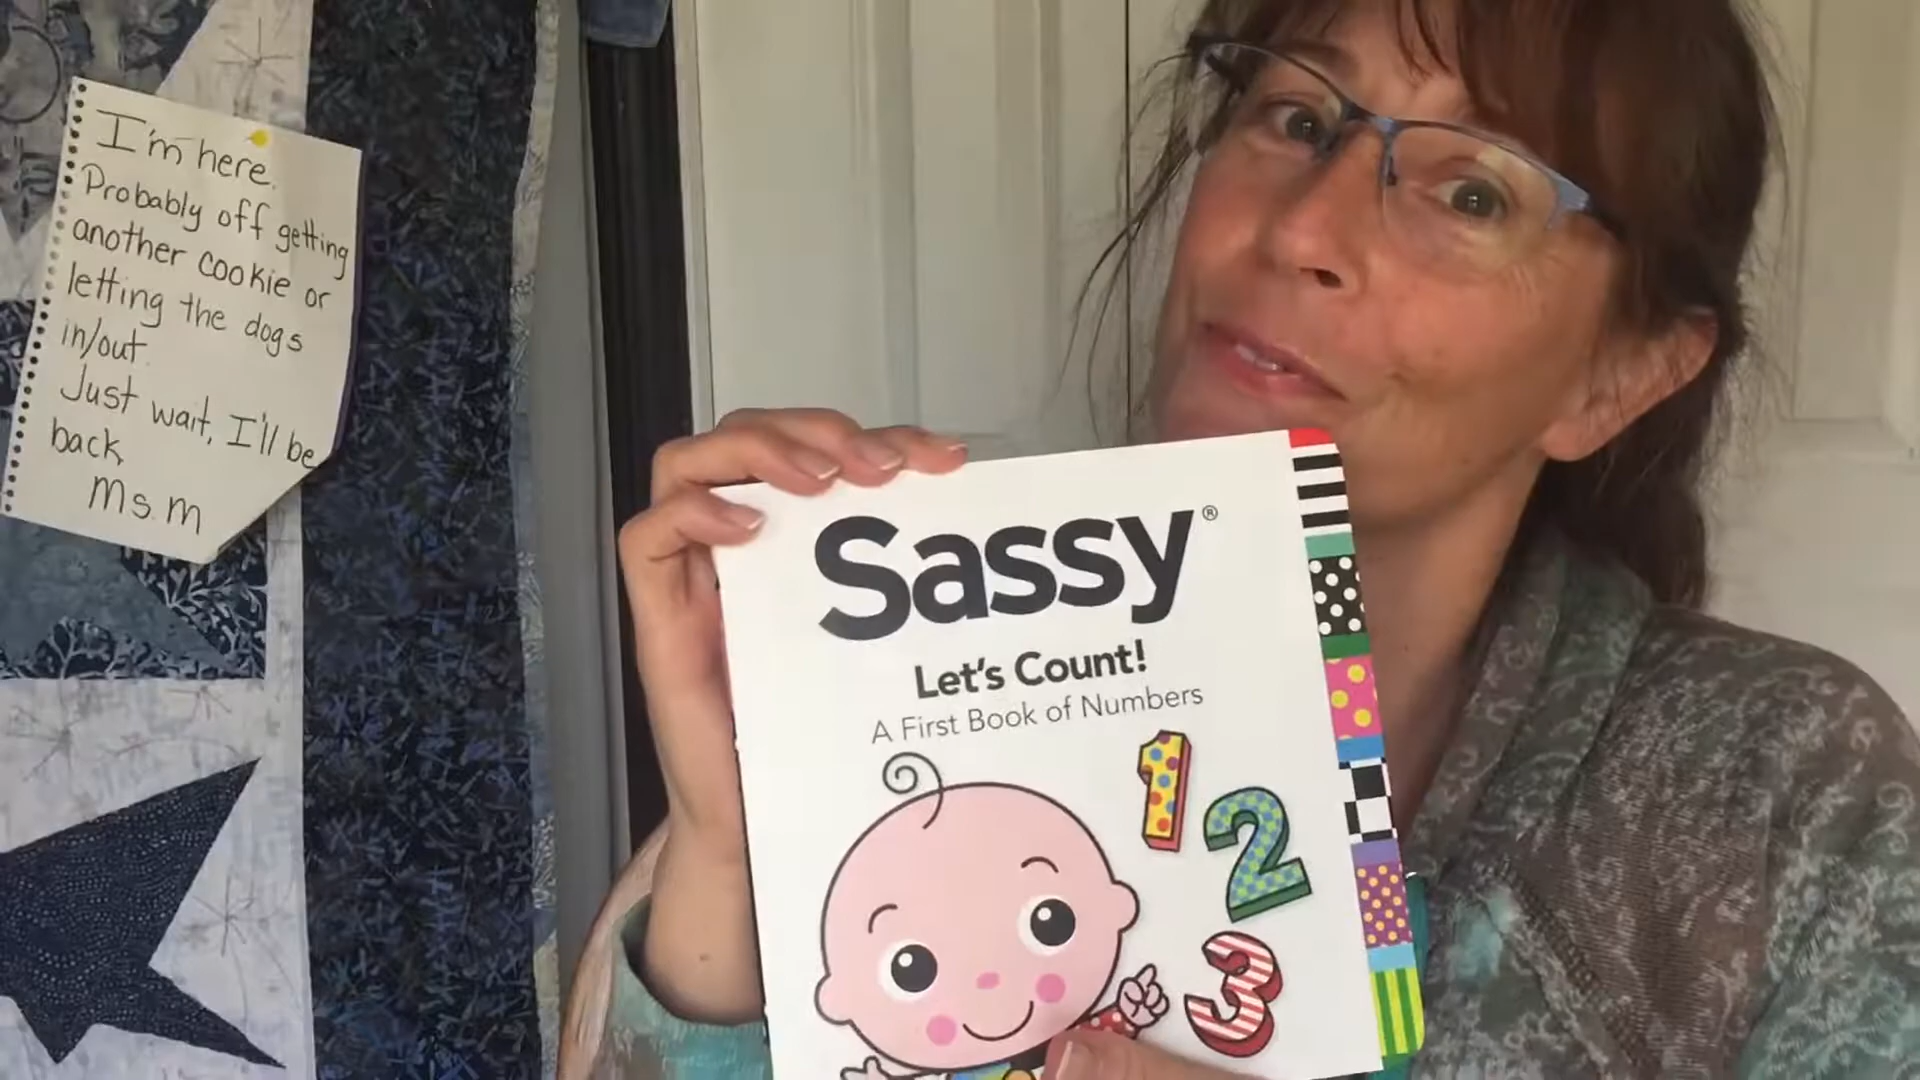 I'm here.
Probably off getting
another cookie or
letting the dogs
in/out.
Just wait, I'll be
back
Ms. M
Sassy®
Let's Count!
A First Book of Numbers
1
2
3